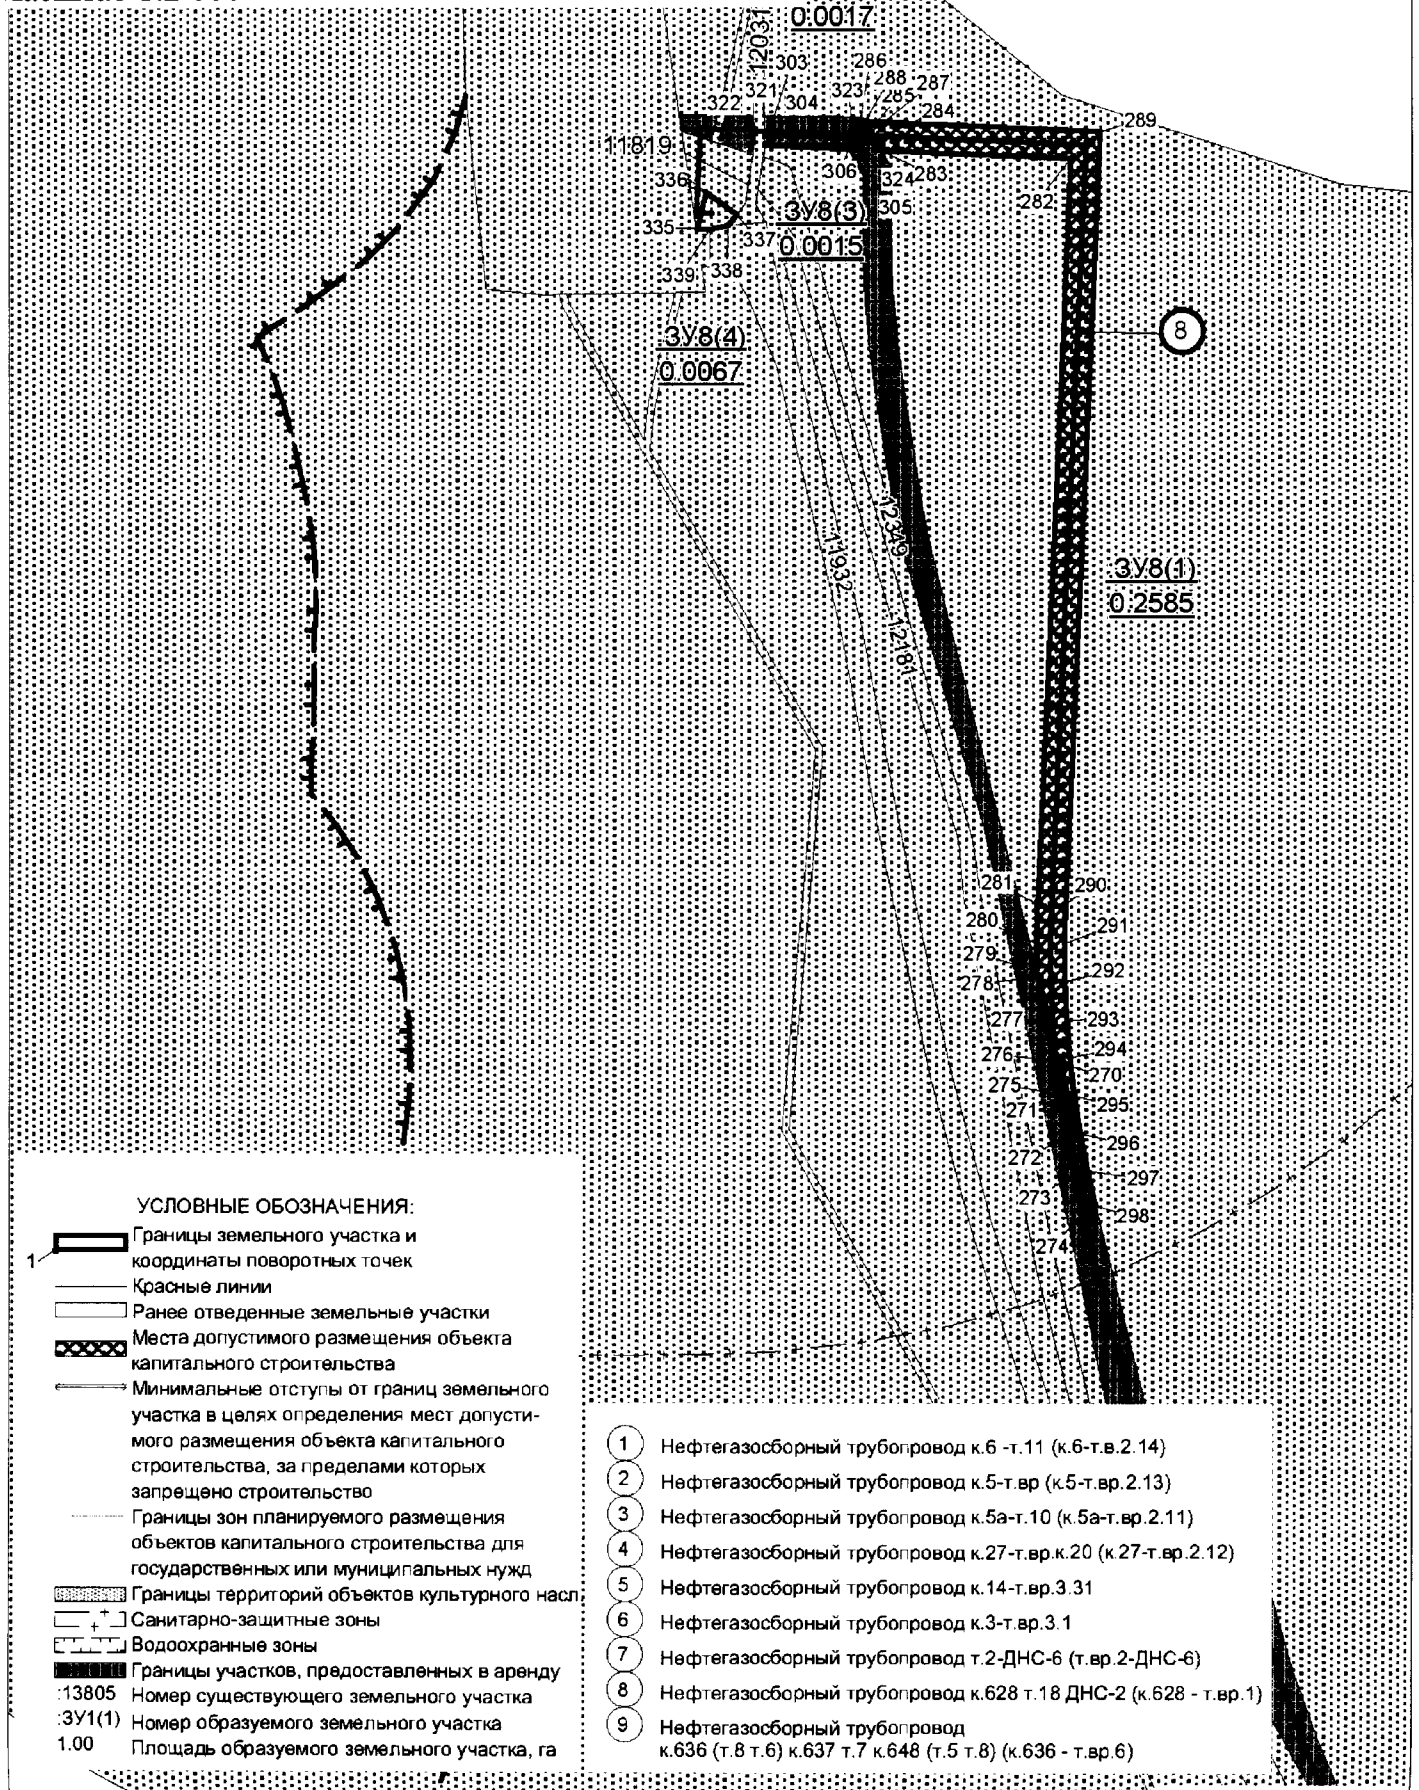 0.0017
12031
303
286
288
287
321
323
285
322
304
284
289
11819
306
324
283
336
282
:ЗУ8(3)
305
335
337
0.0015
339
338
8
:ЗУ8(4)
0.0067
12349
11932
:ЗУ8(1)
0.2585
12181
281
290
280
291
279
292
278
277
293
276
294
270
275
295
271
296
272
297
273
298
274
УСЛОВНЫЕ ОБОЗНАЧЕНИЯ:
1
Границы земельного участка и
координаты поворотных точек
Красные линии
Ранее отведенные земельные участки
Места допустимого размещения объекта
капитального строительства
Минимальные отступы от границ земельного
участка в целях определения мест допусти-
мого размещения объекта капитального
строительства, за пределами которых
запрещено строительство
Границы зон планируемого размещения
объектов капитального строительства для
государственных или муниципальных нужд
Границы территорий объектов культурного насл
Санитарно-защитные зоны
Водоохранные зоны
Границы участков, предоставленных в аренду
:13805 Номер существующего земельного участка
:ЗУ1(1) Номер образуемого земельного участка
1.00 Площадь образуемого земельного участка, га
1 Нефтегазосборный трубопровод к.6 -т.11 (к.6-т.в.2.14)
2 Нефтегазосборный трубопровод к.5-т.вр (к.5-т.вр.2.13)
3 Нефтегазосборный трубопровод к.5а-т.10 (к.5а-т.вр.2.11)
4 Нефтегазосборный трубопровод к.27-т.вр.к.20 (к.27-т.вр.2.12)
5 Нефтегазосборный трубопровод к.14-т.вр.3.31
6 Нефтегазосборный трубопровод к.3-т.вр.3.1
7 Нефтегазосборный трубопровод т.2-ДНС-6 (т.вр.2-ДНС-6)
8 Нефтегазосборный трубопровод к.628 т.18 ДНС-2 (к.628 - т.вр.1)
9 Нефтегазосборный трубопровод
к.636 (т.8 т.6) к.637 т.7 к.648 (т.5 т.8) (к.636 - т.вр.6)